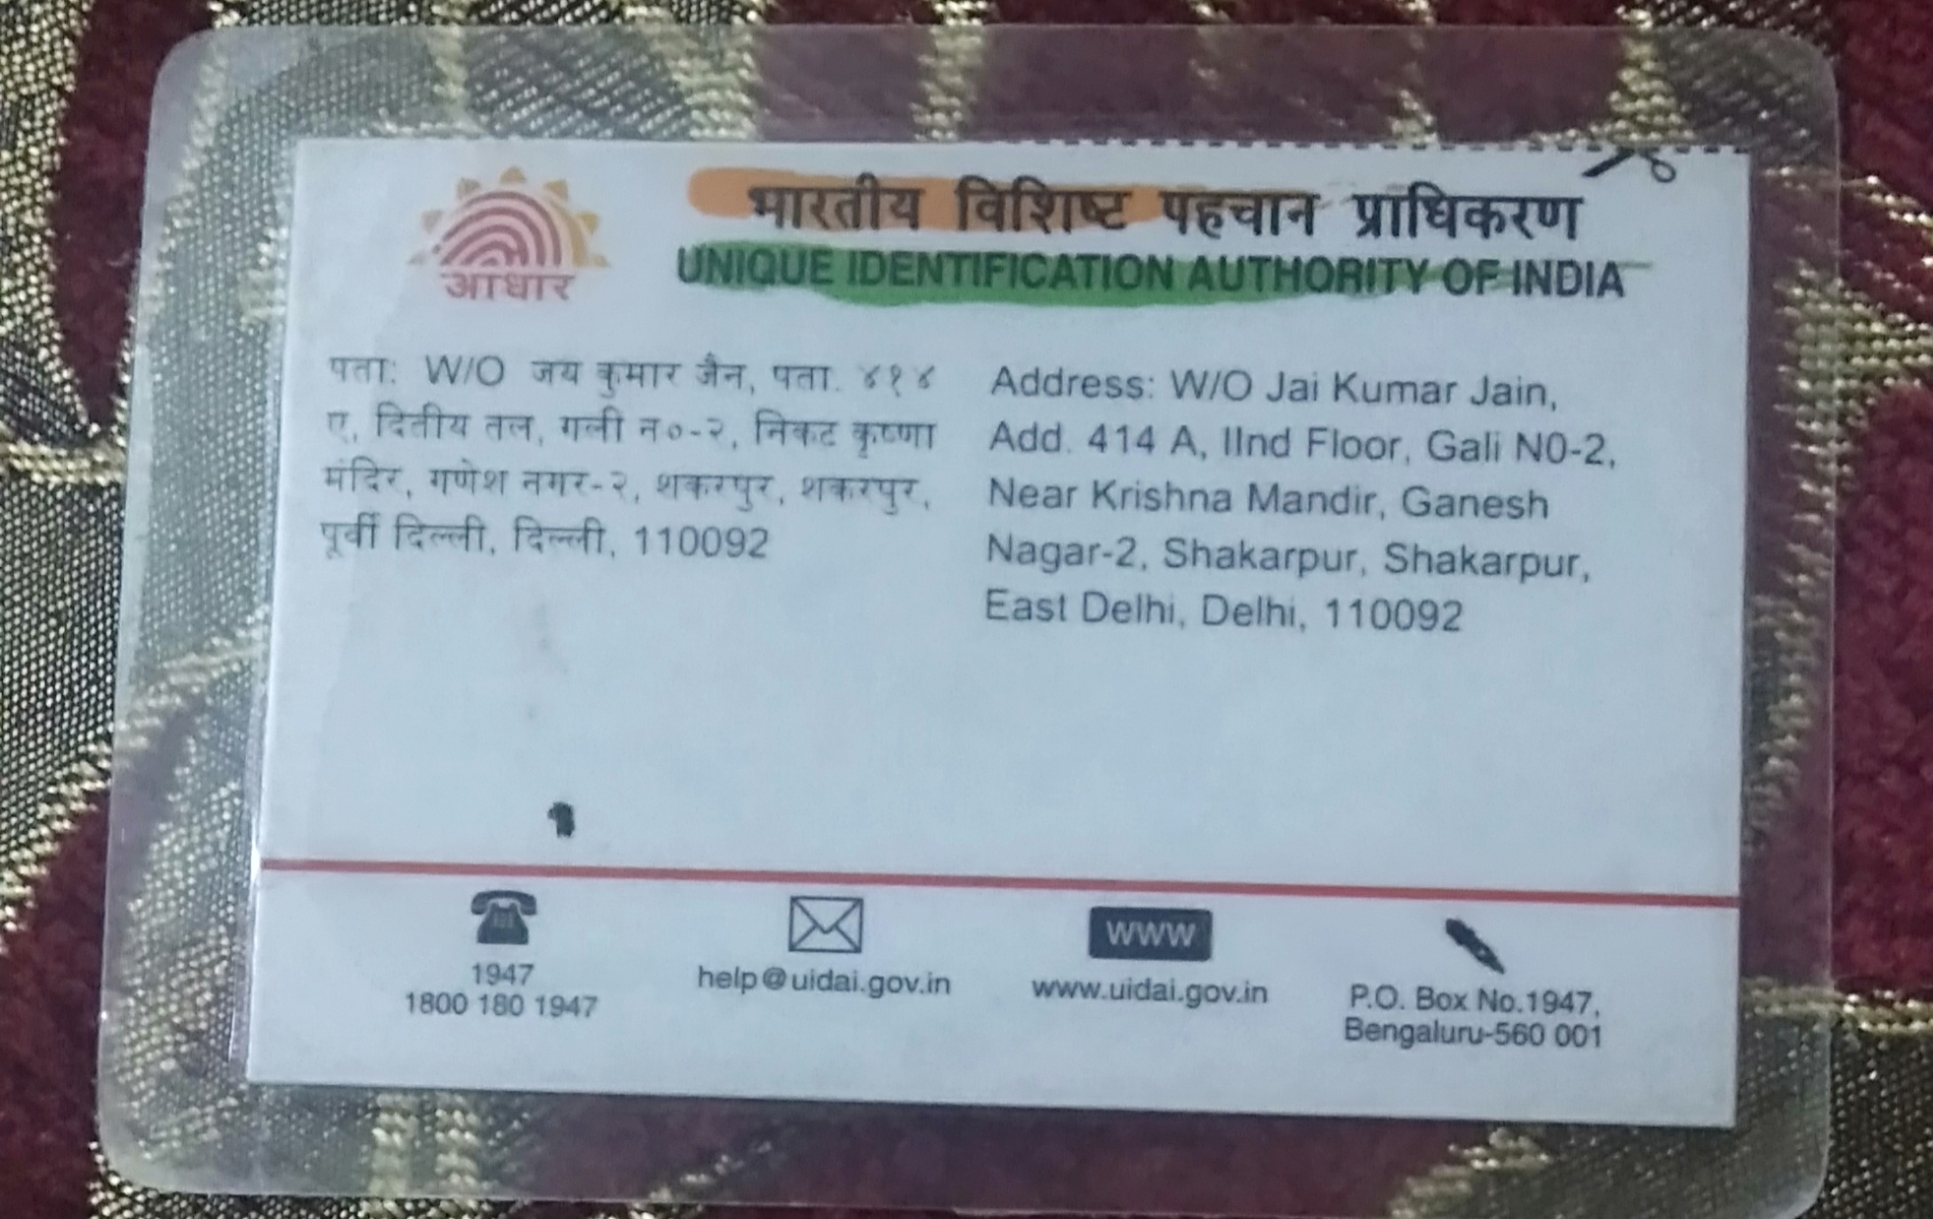 भारतीय विशिष्ट पहचान प्राधिकरण
UNIQUE IDENTIFICATION AUTHORITY OF INDIA
आधार
पता: W/O जय कुमार जैन, पता. ४१४
ए, दितीय तल, गली न०-२, निकट कृष्णा
मंदिर, गणेश नगर-२, शकरपुर, शकरपुर,
पूर्वी दिल्ली, दिल्ली, 110092
Address: W/O Jai Kumar Jain,
Add. 414 A, IInd Floor, Gali N0-2,
Near Krishna Mandir, Ganesh
Nagar-2, Shakarpur, Shakarpur,
East Delhi, Delhi, 110092
1947
1800 180 1947
help@uidai.gov.in
www
www.uidai.gov.in
P.O. Box No.1947,
Bengaluru-560 001